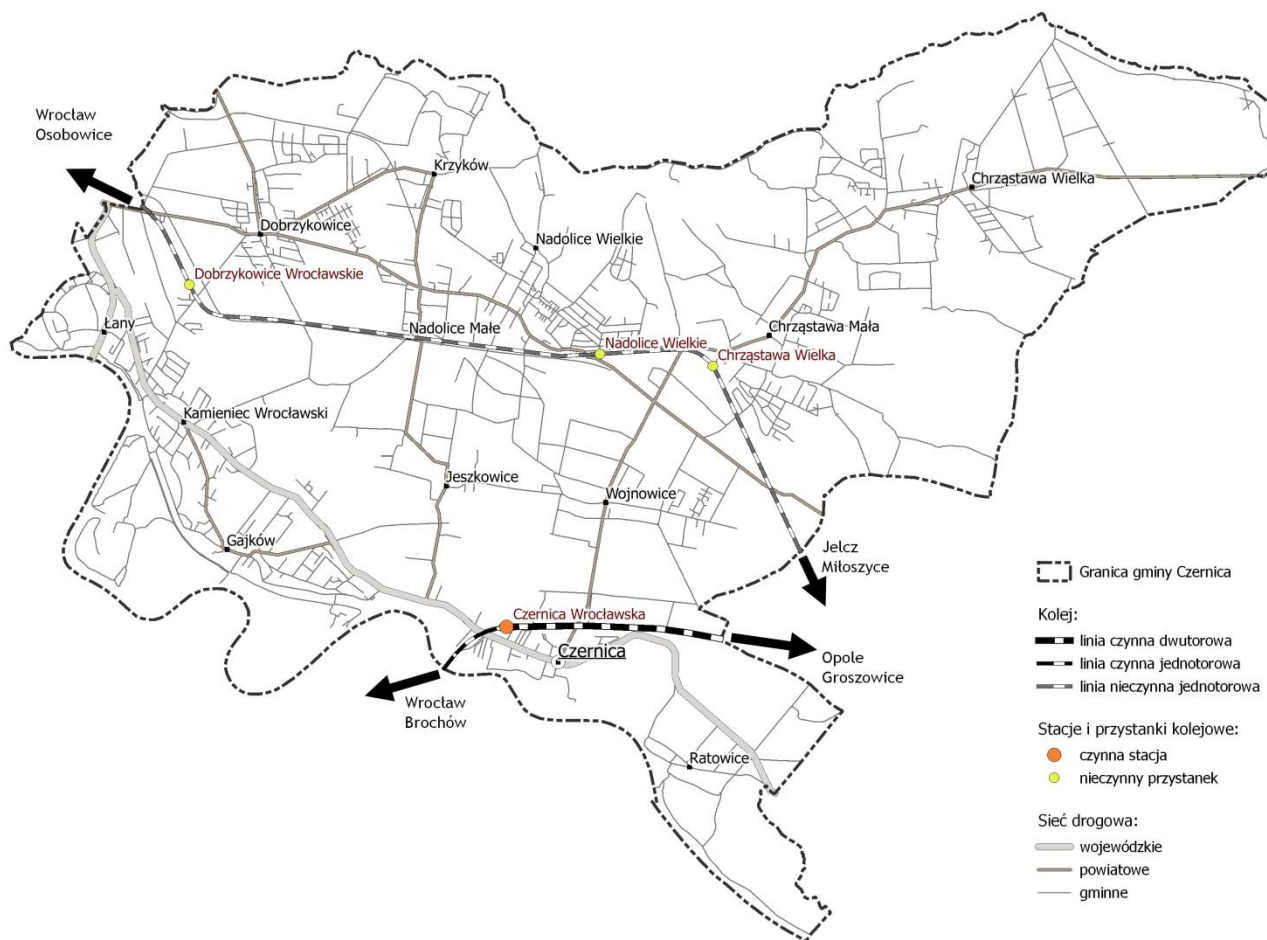 Wrocław
Osobowice
Krzyków
Chrząstawa Wielka
Dobrzykowice
Nadolice Wielkie
Dobrzykowice Wrocławskie
Łany
Nadolice Małe
Chrząstawa Mała
Nadolice Wielkie
Chrząstawa Wielka
Kamieniec Wrocławski
Jeszkowice
Wojnowice
Gajków
Jelcz
Miłoszyce
Czernica Wrocławska
Czernica
Opole
Groszowice
Wrocław
Brochów
Ratowice
Granica gminy Czernica
Kolej:
linia czynna dwutorowa
linia czynna jednotorowa
linia nieczynna jednotorowa
Stacje i przystanki kolejowe:
czynna stacja
nieczynny przystanek
Sieć drogowa:
wojewódzkie
powiatowe
gminne